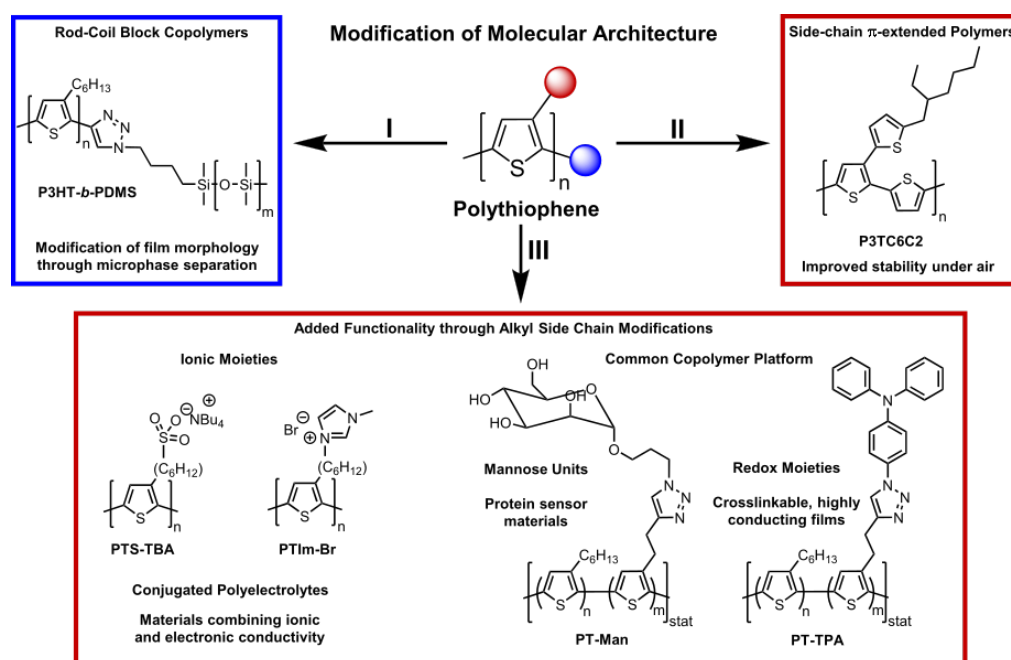 Rod-Coil Block Copolymers
C6H13
S
n
N
N
N
Si
O
Si
m
P3HT-b-PDMS
Modification of film morphology
through microphase separation
Modification of Molecular Architecture
I
II
S
n
Polythiophene
III
Side-chain π-extended Polymers
S
S
S
n
P3TC6C2
Improved stability under air
Added Functionality through Alkyl Side Chain Modifications
Ionic Moieties
O
O
S
O
⊖
⊕
NBu4
(C6H12)
S
n
PTS-TBA
Br
⊖
N
N
⊕
(C6H12)
S
n
PTIm-Br
Conjugated Polyelectrolytes
Materials combining ionic
and electronic conductivity
Common Copolymer Platform
OH
OH
O
HO
HO
O
Mannose Units
Protein sensor
materials
N
N
N
C6H13
S
n
S
m
stat
PT-Man
N
Redox Moieties
Crosslinkable, highly
conducting films
N
N
N
C6H13
S
n
S
m
stat
PT-TPA